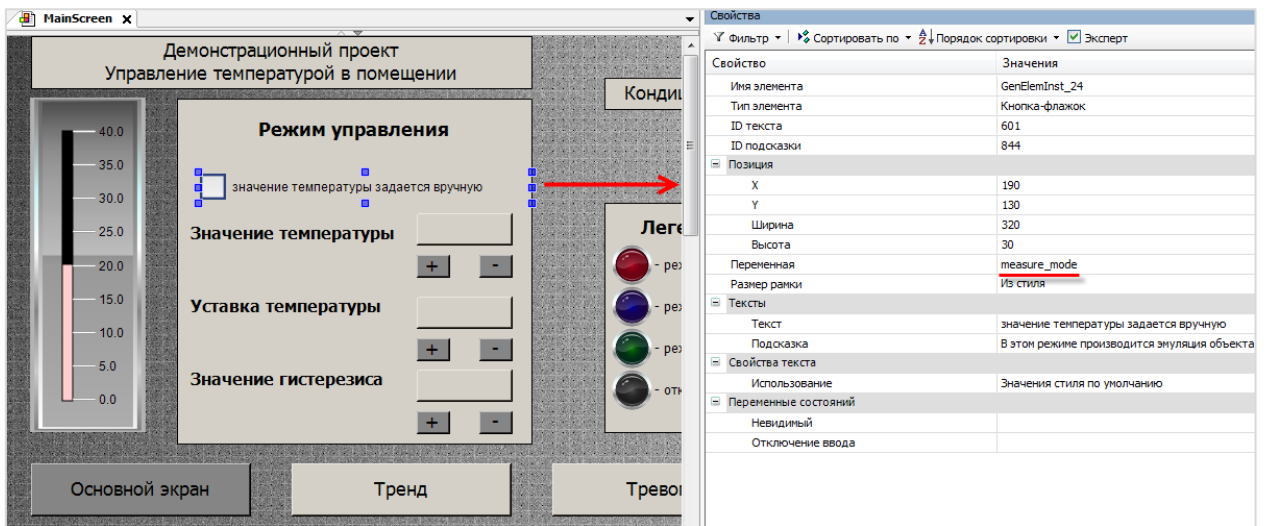 MainScreen X
Демонстрационный проект
Управление температурой в помещении
Режим управления
40.0
35.0
30.0
25.0
20.0
15.0
10.0
5.0
0.0
значение температуры задается вручную
Значение температуры
+ -
Уставка температуры
+ -
Значение гистерезиса
+ -
Кондиц
Леге
- реж
- реж
- реж
- отк
Основной экран
Тренд
Тревог
Свойства
Фильтр Сортировать по Порядок сортировки Эксперт
Свойство Значения
Имя элемента GenElemInst_24
Тип элемента Кнопка-флажок
ID текста 601
ID подсказки 844
Позиция
X 190
Y 130
Ширина 320
Высота 30
Переменная measure_mode
Размер рамки Из стиля
Тексты
Текст значение температуры задается вручную
Подсказка В этом режиме производится эмуляция объекта
Свойства текста
Использование Значения стиля по умолчанию
Переменные состояний
Невидимый
Отключение ввода